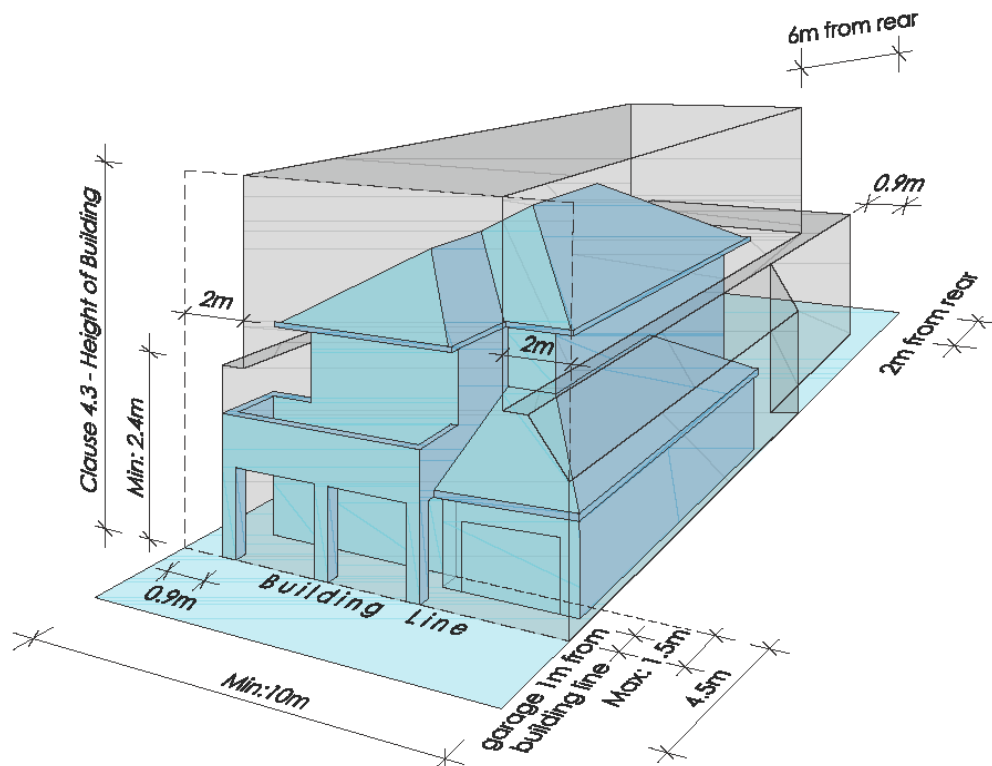 6m from rear
0.9m
Clause 4.3 - Height of Building
2m
2m
2m from rear
Min: 2.4m
0.9m
Building Line
Min:10m
garage 1m from
building line
Max: 1.5m
4.5m